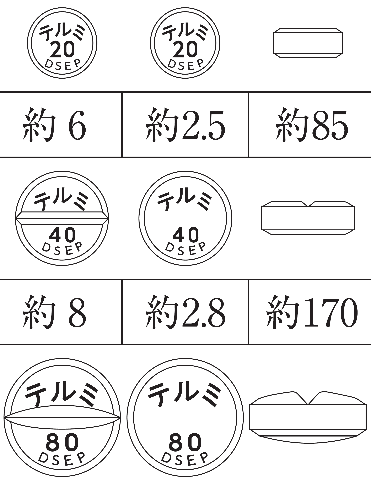 テルミ テルミ
20 20
DSEP DSEP
約 6 約2.5 約85
テルミ テルミ
40 40
DSEP DSEP
約 8 約2.8 約170
テルミ テルミ
80 80
DSEP DSEP